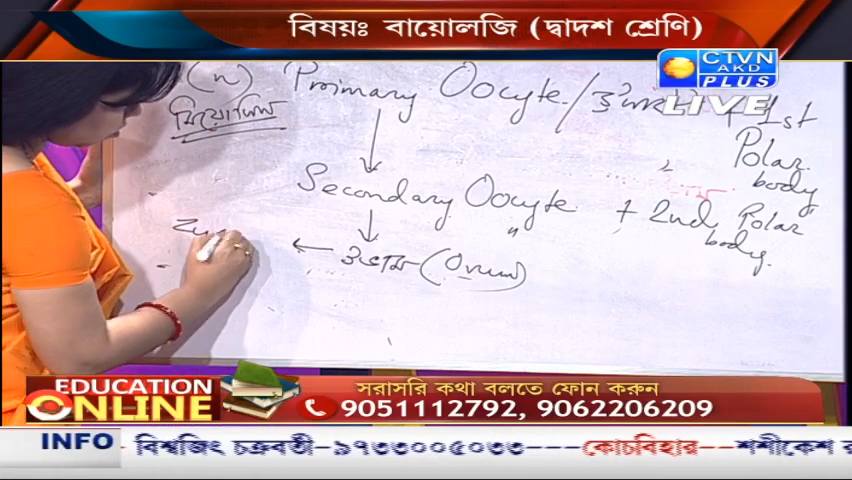 বিষয়ঃ বায়োলজি (দ্বাদশ শ্রেণি)
CTVN
AKD
PLUS
LIVE
(n) Primary Oocyte / + 1st
Polar
body
মিয়োসিস
Secondary Oocyte + 2nd Polar
body
(Ovum)
EDUCATION
ONLINE
সরাসরি কথা বলতে ফোন করুন
9051112792, 9062206209
INFO বিশ্বজিৎ চক্রবর্তী-৯৭৩৩০০৫০৩৩---কোচবিহার--শশীকেশ